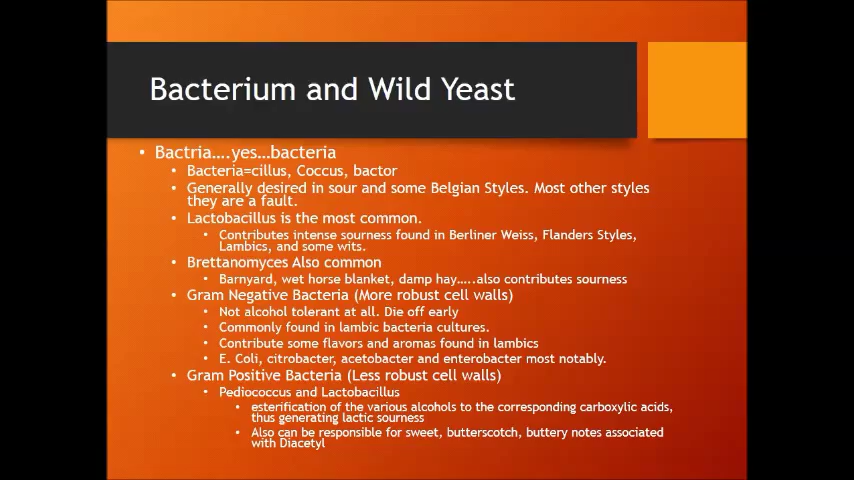 Bacterium and Wild Yeast
• Bactria....yes...bacteria
• Bacteria=cillus, Coccus, bactor
• Generally desired in sour and some Belgian Styles. Most other styles
they are a fault.
• Lactobacillus is the most common.
• Contributes intense sourness found in Berliner Weiss, Flanders Styles,
Lambics, and some wits.
• Brettanomyces Also common
• Barnyard, wet horse blanket, damp hay.....also contributes sourness
• Gram Negative Bacteria (More robust cell walls)
• Not alcohol tolerant at all. Die off early
• Commonly found in lambic bacteria cultures.
• Contribute some flavors and aromas found in lambics
• E. Coli, citrobacter, acetobacter and enterobacter most notably.
• Gram Positive Bacteria (Less robust cell walls)
• Pediococcus and Lactobacillus
• esterification of the various alcohols to the corresponding carboxylic acids,
thus generating lactic sourness
• Also can be responsible for sweet, butterscotch, buttery notes associated
with Diacetyl